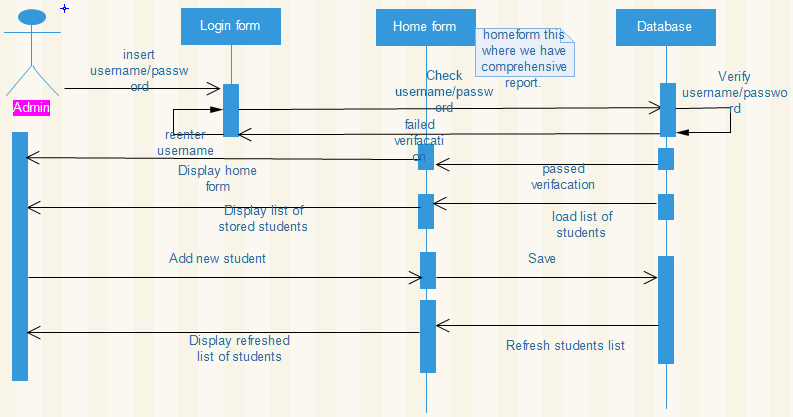 Login form
Home form
Database
homeform this
where we have
comprehensive
report.
insert
username/passw
ord
Check
username/passw
ord
Verify
username/passwo
rd
Admin
reenter
username
failed
verifacati
on
Display home
form
passed
verifacation
Display list of
stored students
load list of
students
Add new student
Save
Display refreshed
list of students
Refresh students list